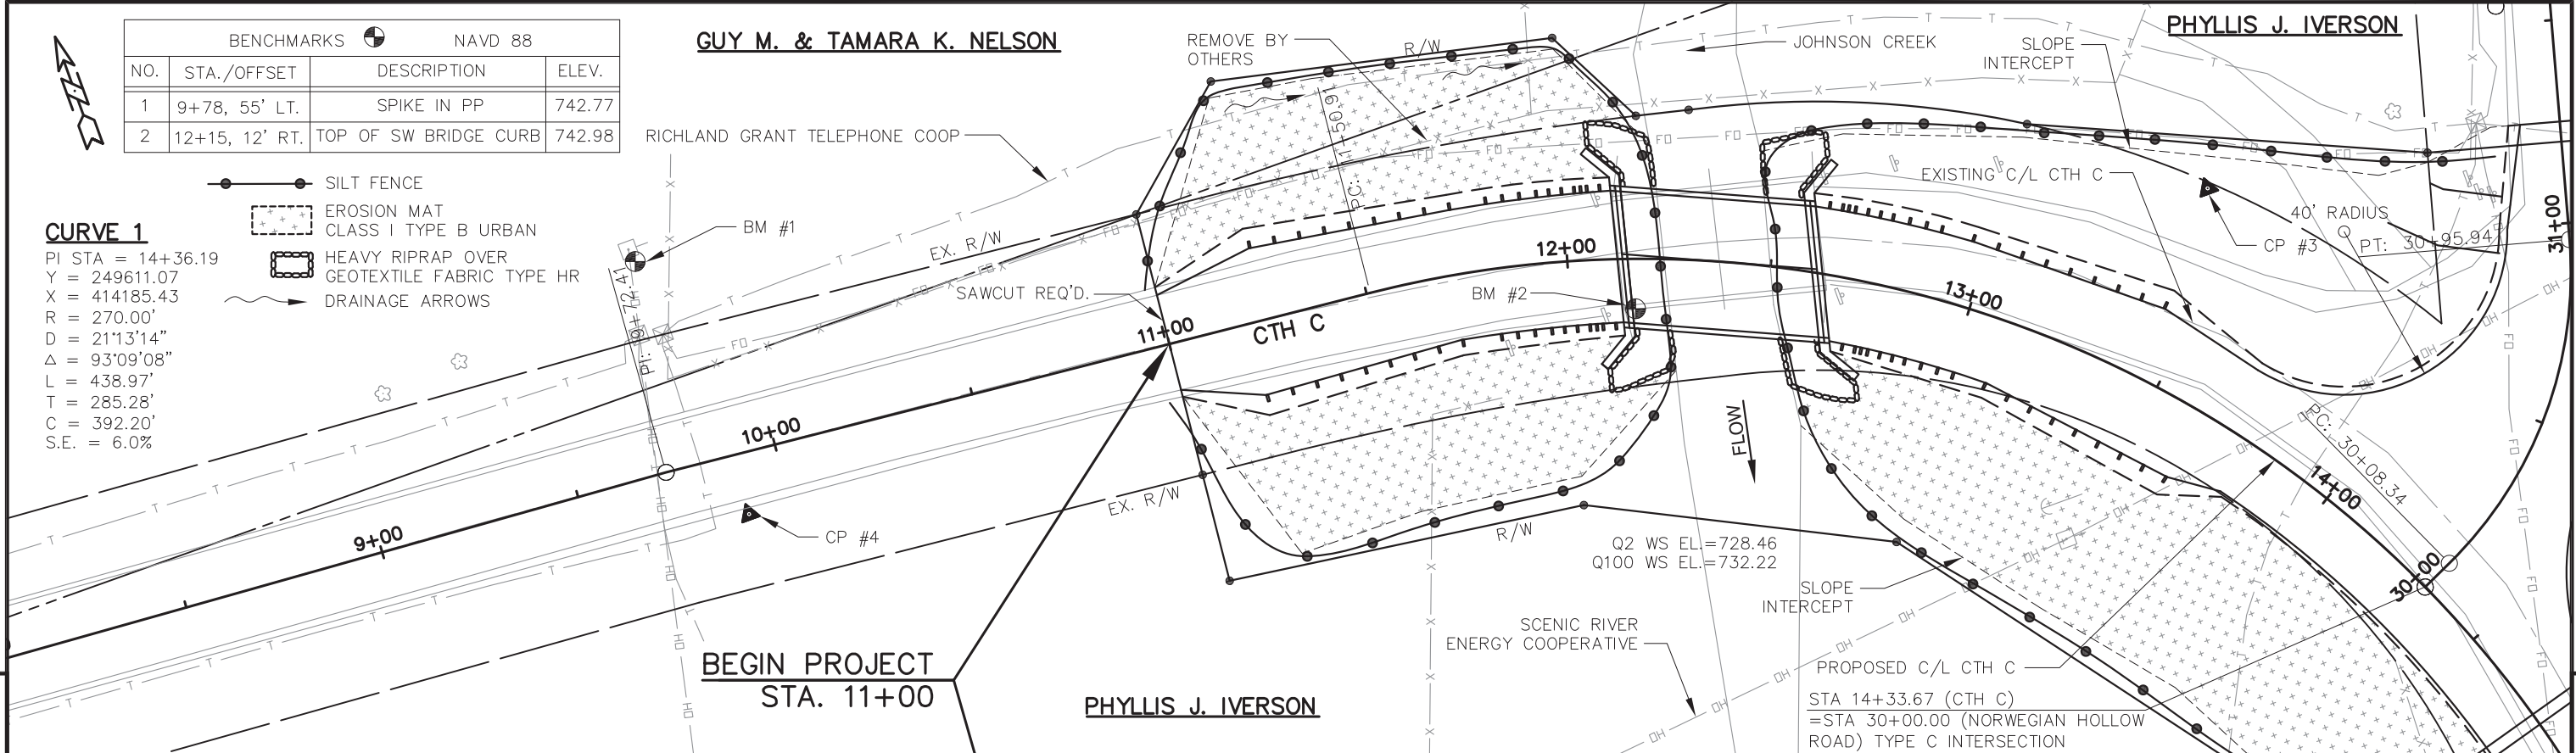 BENCHMARKS NAVD 88
NO. STA./OFFSET DESCRIPTION ELEV.
1 9+78, 55' LT. SPIKE IN PP 742.77
2 12+15, 12' RT. TOP OF SW BRIDGE CURB 742.98
SILT FENCE
EROSION MAT
CLASS I TYPE B URBAN
HEAVY RIPRAP OVER
GEOTEXTILE FABRIC TYPE HR
DRAINAGE ARROWS
CURVE 1
PI STA = 14+36.19
Y = 249611.07
X = 414185.43
R = 270.00'
D = 21°13'14"
Δ = 93°09'08"
L = 438.97'
T = 285.28'
C = 392.20'
S.E. = 6.0%
GUY M. & TAMARA K. NELSON
RICHLAND GRANT TELEPHONE COOP
REMOVE BY
OTHERS
R/W
JOHNSON CREEK
SLOPE
INTERCEPT
PHYLLIS J. IVERSON
EXISTING C/L CTH C
40' RADIUS
PT: 30+95.94
31+00
CP #3
BM #1
EX. R/W
SAWCUT REQ'D.
BM #2
12+00
13+00
11+00
CTH C
10+00
9+00
CP #4
EX. R/W
R/W
FLOW
PC: 30+08.34
14+00
30+00
Q2 WS EL.=728.46
Q100 WS EL.=732.22
SLOPE
INTERCEPT
SCENIC RIVER
ENERGY COOPERATIVE
BEGIN PROJECT
STA. 11+00
PHYLLIS J. IVERSON
PROPOSED C/L CTH C
STA 14+33.67 (CTH C)
=STA 30+00.00 (NORWEGIAN HOLLOW
ROAD) TYPE C INTERSECTION